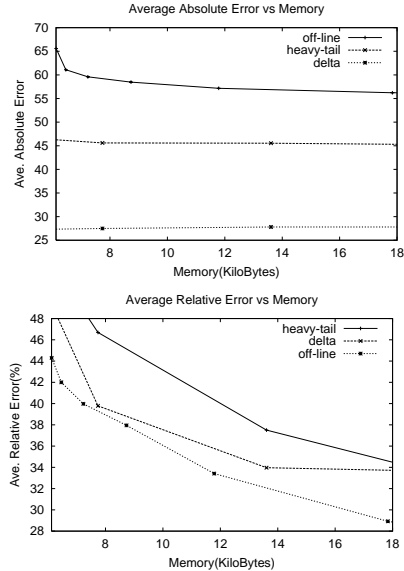 Average Absolute Error vs Memory
70
65
60
55
50
45
40
35
30
25
8 10 12 14 16 18
Ave. Absolute Error
Memory(KiloBytes)
off-line
heavy-tail
delta
Average Relative Error vs Memory
48
46
44
42
40
38
36
34
32
30
28
8 10 12 14 16 18
Ave. Relative Error(%)
Memory(KiloBytes)
heavy-tail
delta
off-line